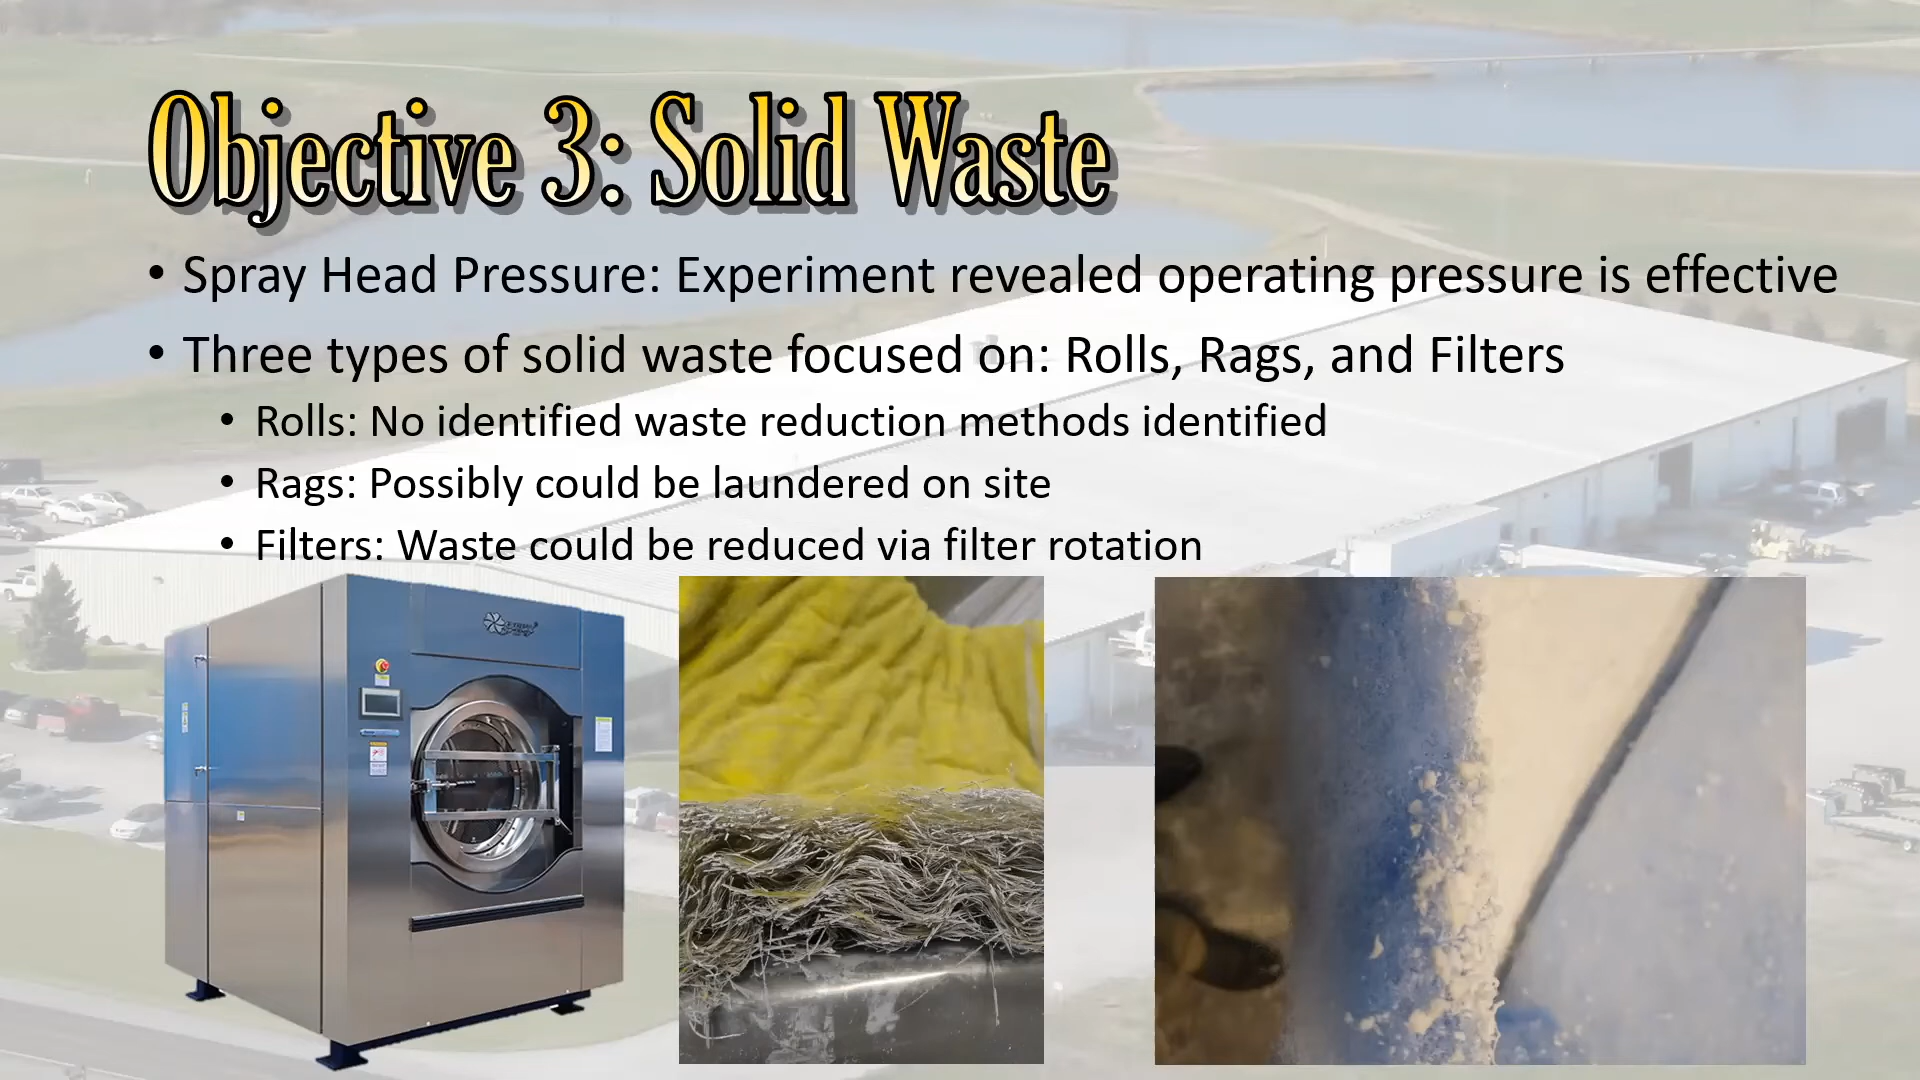 Objective 3: Solid Waste
• Spray Head Pressure: Experiment revealed operating pressure is effective
• Three types of solid waste focused on: Rolls, Rags, and Filters
• Rolls: No identified waste reduction methods identified
• Rags: Possibly could be laundered on site
• Filters: Waste could be reduced via filter rotation